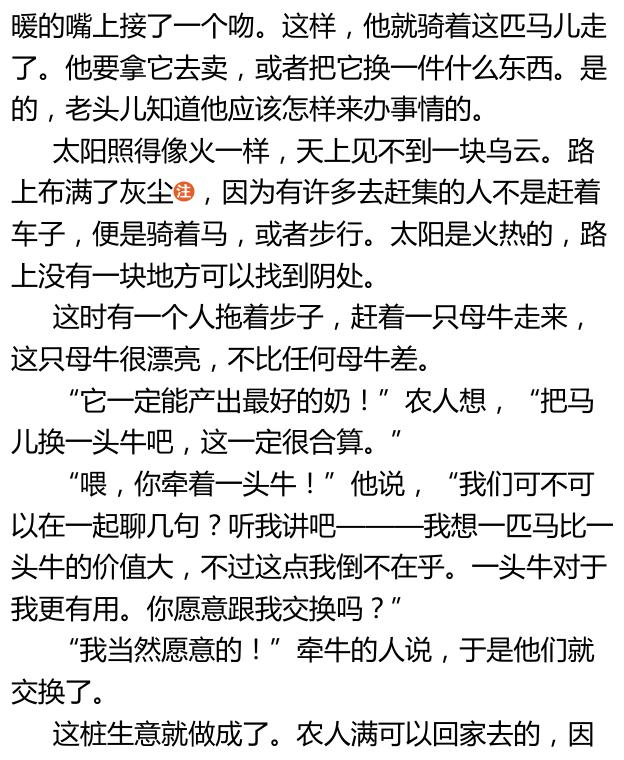 暖的嘴上接了一个吻。这样，他就骑着这匹马儿走
了。他要拿它去卖，或者把它换一件什么东西。是
的，老头儿知道他应该怎样来办事情的。
太阳照得像火一样，天上见不到一块乌云。路
上布满了灰尘注，因为有许多去赶集的人不是赶着
车子，便是骑着马，或者步行。太阳是火热的，路
上没有一块地方可以找到阴处。
这时有一个人拖着步子，赶着一只母牛走来，
这只母牛很漂亮，不比任何母牛差。
“它一定能产出最好的奶！”农人想，“把马
儿换一头牛吧，这一定很合算。”
“喂，你牵着一头牛！”他说，“我们可不可
以在一起聊几句？听我讲吧———我想一匹马比一
头牛的价值大，不过这点我倒不在乎。一头牛对于
我更有用。你愿意跟我交换吗？”
“我当然愿意的！”牵牛的人说，于是他们就
交换了。
这桩生意就做成了。农人满可以回家去的，因